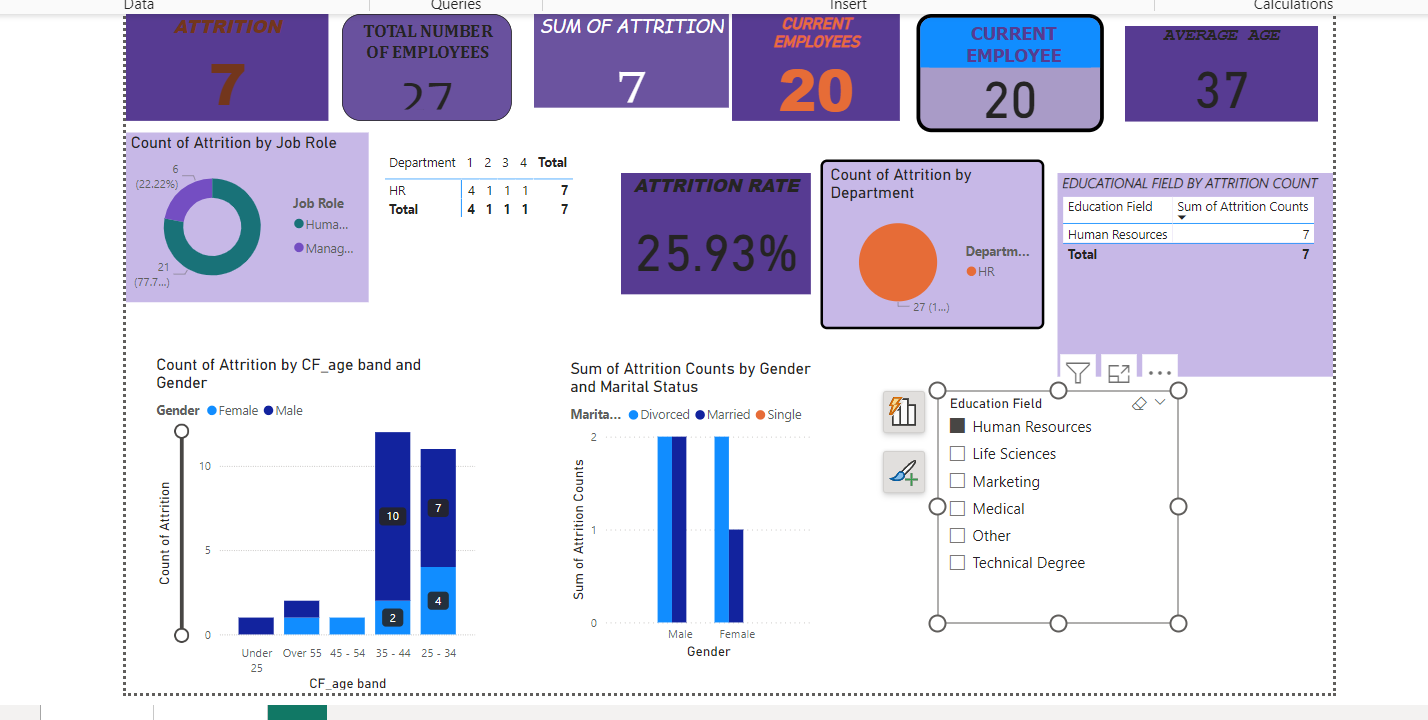 Data Queries Insert Calculations
ATTRITION
7
TOTAL NUMBER
OF EMPLOYEES
27
SUM OF ATTRITION
7
CURRENT
EMPLOYEES
20
CURRENT
EMPLOYEE
20
AVERAGE AGE
37
Count of Attrition by Job Role
6
(22.22%)
21
(77.7...)
Job Role
Huma...
Manag...
Department 1 2 3 4 Total
HR 4 1 1 1 7
Total 4 1 1 1 7
ATTRITION RATE
25.93%
Count of Attrition by
Department
Departm...
HR
27 (1...)
EDUCATIONAL FIELD BY ATTRITION COUNT
Education Field Sum of Attrition Counts
Human Resources 7
Total 7
Count of Attrition by CF_age band and
Gender
Gender Female Male
Count of Attrition
10
5
0
10
2
7
4
Under
25
Over 55
45 - 54
35 - 44
25 - 34
CF_age band
Sum of Attrition Counts by Gender
and Marital Status
Marita... Divorced Married Single
Sum of Attrition Counts
2
1
0
Male Female
Gender
Education Field
Human Resources
Life Sciences
Marketing
Medical
Other
Technical Degree